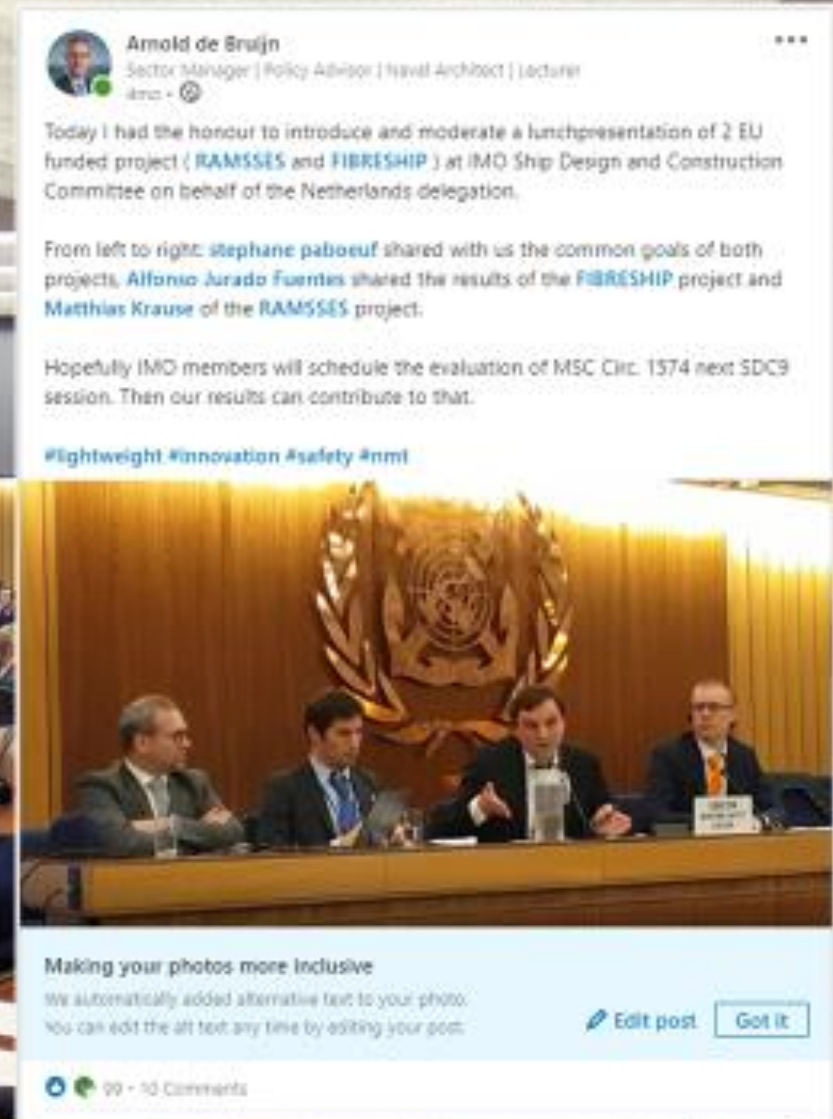 Arnold de Bruijn
Sector Manager | Policy Advisor | Naval Architect | Lecturer
4mo •
Today I had the honour to introduce and moderate a lunchpresentation of 2 EU
funded project ( RAMSSES and FIBRESHIP ) at IMO Ship Design and Construction
Committee on behalf of the Netherlands delegation.
From left to right: stephane paboeuf shared with us the common goals of both
projects, Alfonso Jurado Fuentes shared the results of the FIBRESHIP project and
Matthias Krause of the RAMSSES project.
Hopefully IMO members will schedule the evaluation of MSC Circ. 1574 next SDC9
session. Then our results can contribute to that.
#lightweight #innovation #safety #nmt
Making your photos more inclusive
We automatically added alternative text to your photo.
You can edit the alt text any time by editing your post.
Edit post
Got it
99 • 10 Comments